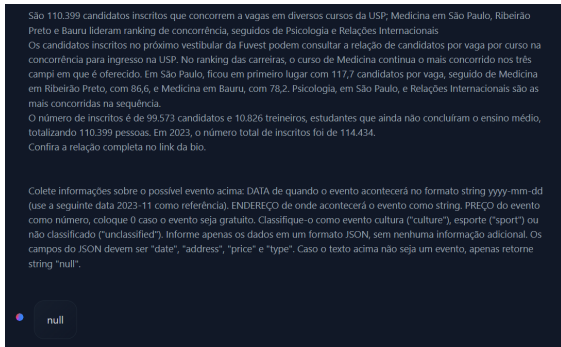 São 110.399 candidatos inscritos que concorrem a vagas em diversos cursos da USP; Medicina em São Paulo, Ribeirão
Preto e Bauru lideram ranking de concorrência, seguidos de Psicologia e Relações Internacionais
Os candidatos inscritos no próximo vestibular da Fuvest podem consultar a relação de candidatos por vaga por curso na
concorrência para ingresso na USP. No ranking das carreiras, o curso de Medicina continua o mais concorrido nos três
campi em que é oferecido. Em São Paulo, ficou em primeiro lugar com 117,7 candidatos por vaga, seguido de Medicina
em Ribeirão Preto, com 86,6, e Medicina em Bauru, com 78,2. Psicologia, em São Paulo, e Relações Internacionais são as
mais concorridas na sequência.
O número de inscritos é de 99.573 candidatos e 10.826 treineiros, estudantes que ainda não concluíram o ensino médio,
totalizando 110.399 pessoas. Em 2023, o número total de inscritos foi de 114.434.
Confira a relação completa no link da bio.
Colete informações sobre o possível evento acima: DATA de quando o evento acontecerá no formato string yyyy-mm-dd
(use a seguinte data 2023-11 como referência). ENDEREÇO de onde acontecerá o evento como string. PREÇO do evento
como número, coloque 0 caso o evento seja gratuito. Classifique-o como evento cultura ("culture"), esporte ("sport") ou
não classificado ("unclassified"). Informe apenas os dados em um formato JSON, sem nenhuma informação adicional. Os
campos do JSON devem ser "date", "address", "price" e "type". Caso o texto acima não seja um evento, apenas retorne
string "null".
null